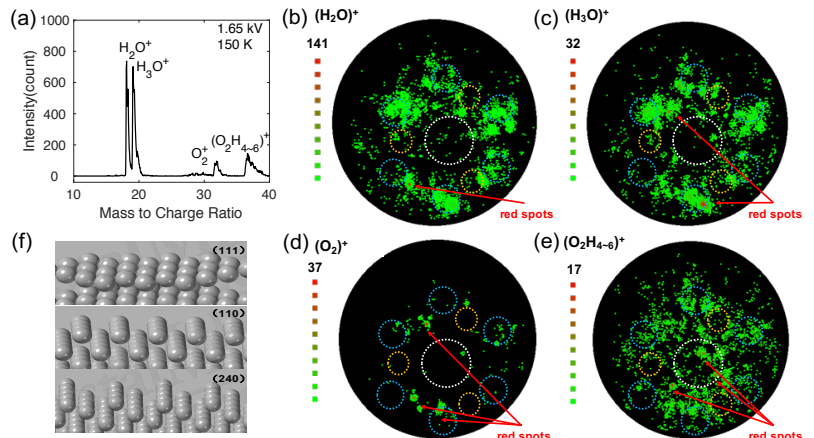 (a)
1000
800
600
400
200
0
Intensity(count)
1.65 kV
150 K
H₂O⁺
H₃O⁺
O₂⁺
(O₂H₄~₆)⁺
10
20
30
40
Mass to Charge Ratio
(b)
(H2O)⁺
141
red spots
(c)
(H3O)⁺
32
red spots
(f)
(111)
(110)
(240)
(d)
(O₂)⁺
37
red spots
(e)
(O₂H₄~₆)⁺
17
red spots